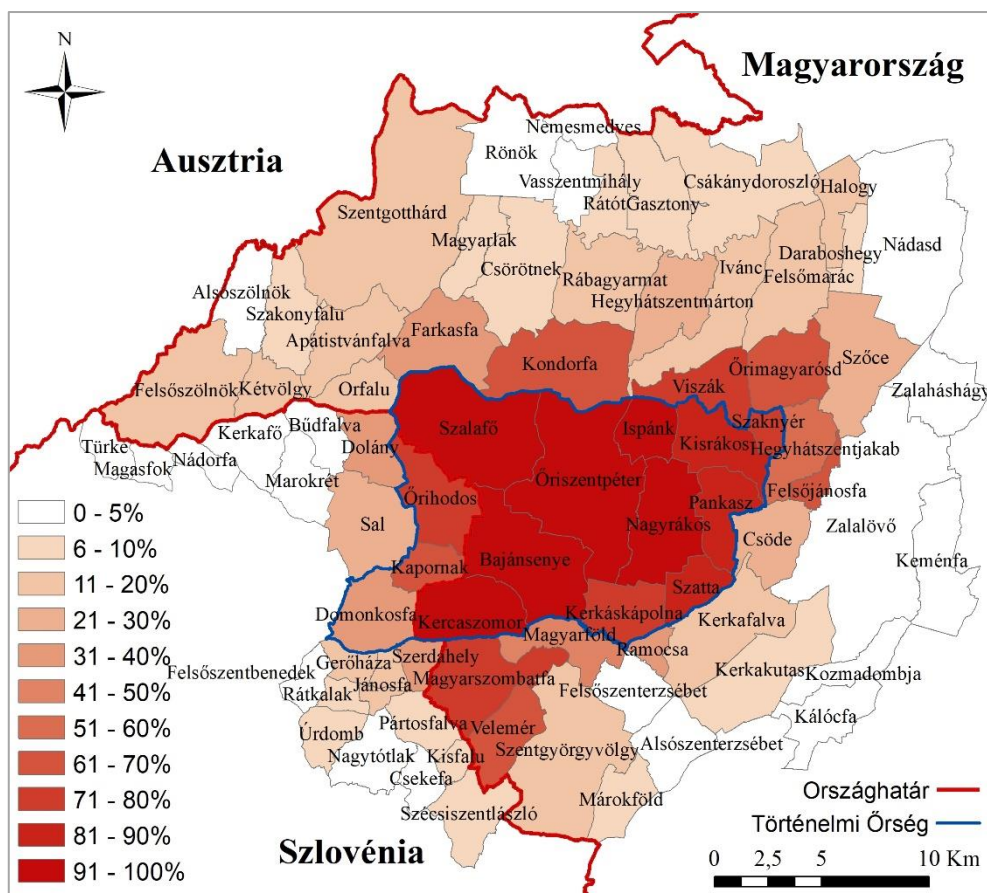 N
Magyarország
Ausztria
Nemesmedves
Rönök
Vasszentmihály
Rátót
Gasztony
Csákánydoroszló
Halogy
Szentgotthárd
Magyarlak
Csörötnek
Rábagyarmat
Hegyhátszentmárton
Ivánc
Daraboshegy
Felsőmarác
Nádasd
Alsószölnök
Szakonyfalu
Apátistvánfalva
Farkasfa
Kondorfa
Viszák
Őrimagyarósd
Szőce
Felsőszölnök
Kétvölgy
Orfalu
Zalaháshágy
Türke
Magasfok
Nádorfa
Kerkafő
Búdfalva
Marokrét
Dolány
Szalafő
Ispánk
Kisrákos
Szaknyér
Hegyhátszentjakab
Őrihodos
Őriszentpéter
Pankasz
Felsőjánosfa
Sal
Nagyrákos
Csöde
Zalalövő
Keménfa
Kapornak
Bajánsenye
Szatta
Domonkosfa
Kercaszomor
Kerkáskápolna
Kerkafalva
Magyarföld
Ramocsa
Felsőszentbenedek
Gerőháza
Szerdahely
Magyarszombatfa
Felsőszenterzsébet
Kerkakutas
Kozmadombja
Rátkalak
Jánosfa
Kálócfa
Úrdomb
Pártosfalva
Velemér
Szentgyörgyvölgy
Alsószenterzsébet
Nagytótlak
Kisfalu
Csekefa
Szécsiszentlászló
Márokföld
Szlovénia
0 - 5%
6 - 10%
11 - 20%
21 - 30%
31 - 40%
41 - 50%
51 - 60%
61 - 70%
71 - 80%
81 - 90%
91 - 100%
Országhatár
Történelmi Őrség
0 2,5 5 10 Km